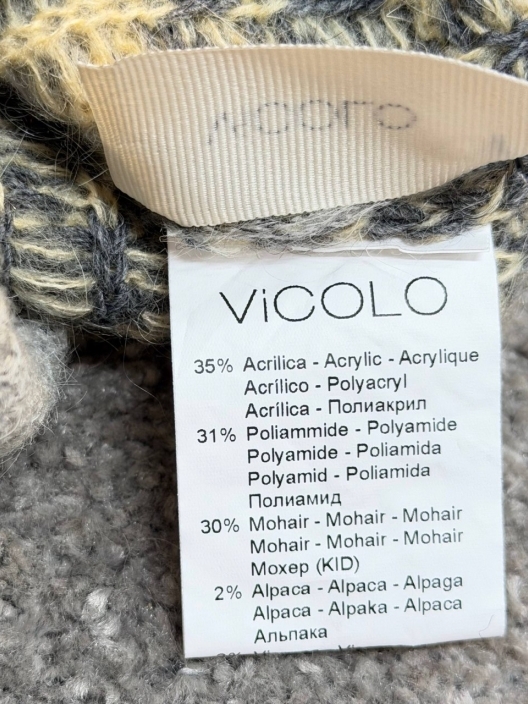 ViCOLO
35% Acrilica - Acrylic - Acrylique
Acrílico - Polyacryl
Acrílica - Полиакрил
31% Poliammide - Polyamide
Polyamide - Poliamida
Polyamid - Poliamida
Полиамид
30% Mohair - Mohair - Mohair
Mohair - Mohair - Mohair
Мохер (KID)
2% Alpaca - Alpaca - Alpaga
Alpaca - Alpaka - Alpaca
Альпака